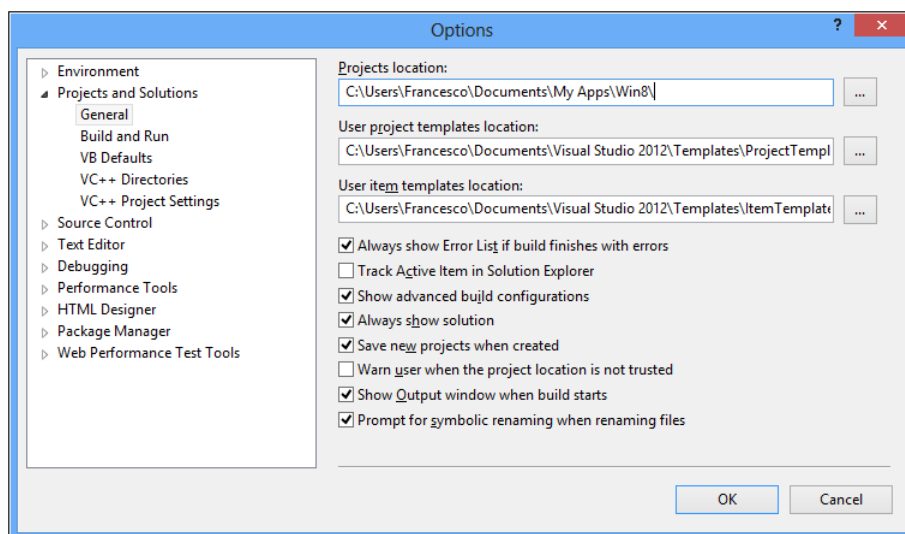 Options
?
×
Environment
Projects and Solutions
General
Build and Run
VB Defaults
VC++ Directories
VC++ Project Settings
Source Control
Text Editor
Debugging
Performance Tools
HTML Designer
Package Manager
Web Performance Test Tools
Projects location:
C:\Users\Francesco\Documents\My Apps\Win8\
...
User project templates location:
C:\Users\Francesco\Documents\Visual Studio 2012\Templates\ProjectTempl
...
User item templates location:
C:\Users\Francesco\Documents\Visual Studio 2012\Templates\ItemTemplate
...
Always show Error List if build finishes with errors
Track Active Item in Solution Explorer
Show advanced build configurations
Always show solution
Save new projects when created
Warn user when the project location is not trusted
Show Output window when build starts
Prompt for symbolic renaming when renaming files
OK
Cancel